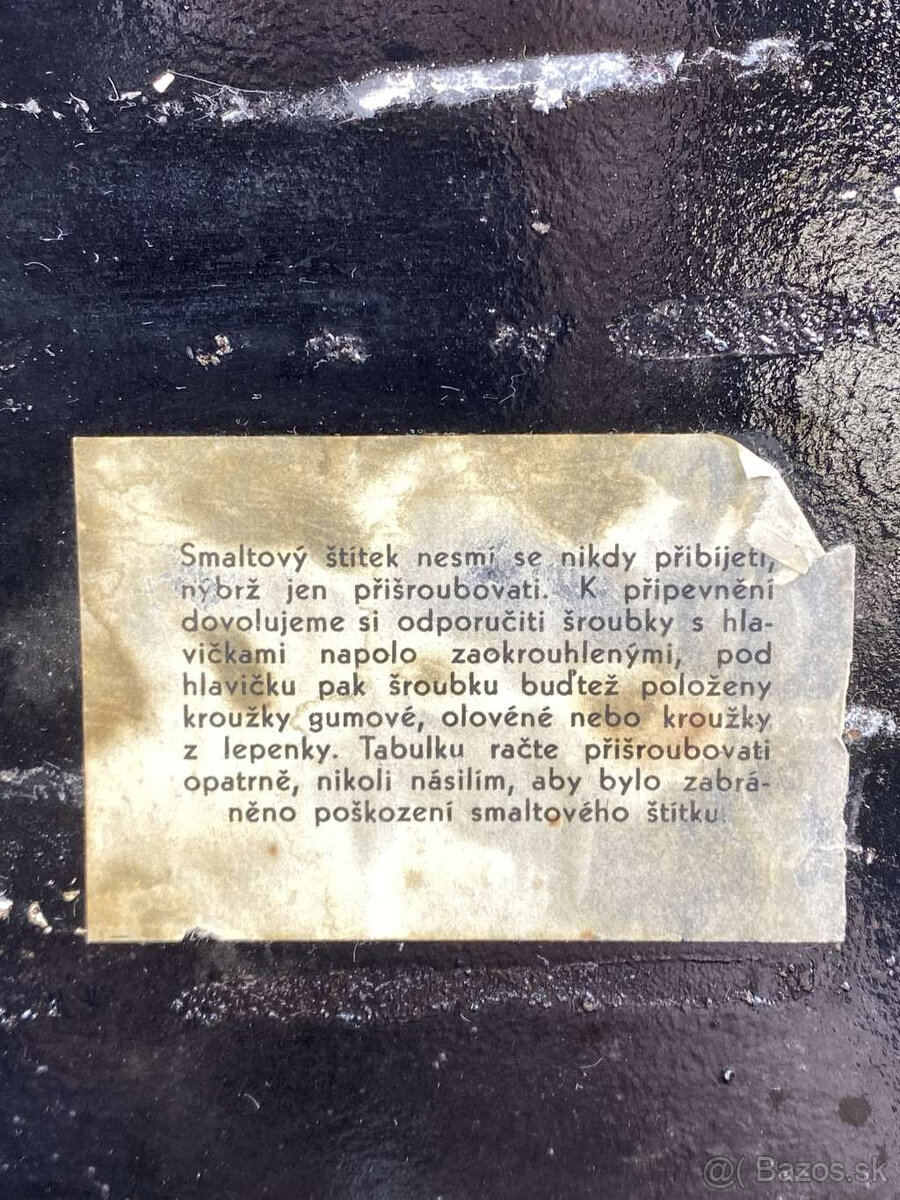 Smaltový štítek nesmí se nikdy přibíjeti,
nýbrž jen přišroubovati. K připevnění
dovolujeme si odporučiti šroubky s hla-
vičkami napolo zaokrouhlenými, pod
hlavičku pak šroubku buďtež položeny
kroužky gumové, olověné nebo kroužky
z lepenky. Tabulku račte přišroubovati
opatrně, nikoli násilím, aby bylo zabrá-
něno poškození smaltového štítku.
@( Bazos.sk